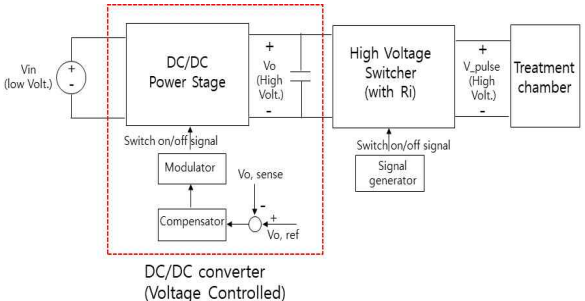 DC/DC
Power Stage
High Voltage
Switcher
(with Ri)
Treatment
chamber
Vin
(low Volt.)
+
-
+
Vo
(High
Volt.)
-
+
V_pulse
(High
Volt.)
-
Switch on/off signal
Switch on/off signal
Modulator
Signal
generator
Vo, sense
-
Compensator
+
Vo, ref
DC/DC converter
(Voltage Controlled)